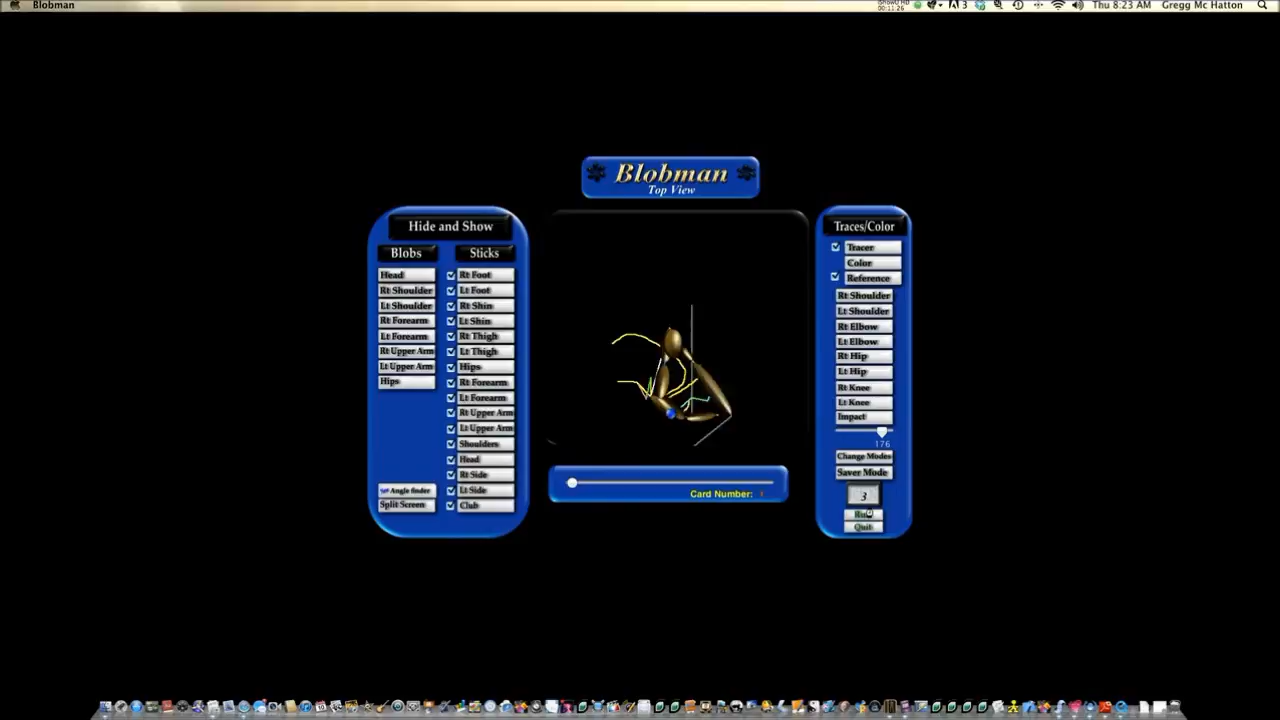 Blobman
3
Thu 8:23 AM
Gregg Mc Hatton
00:11:26
Blobman
Top View
Hide and Show
Blobs
Sticks
Head
Rt Shoulder
Lt Shoulder
Rt Forearm
Lt Forearm
Rt Upper Arm
Lt Upper Arm
Hips
Angle finder
Split Screen
Rt Foot
Lt Foot
Rt Shin
Lt Shin
Rt Thigh
Lt Thigh
Hips
Rt Forearm
Lt Forearm
Rt Upper Arm
Lt Upper Arm
Shoulders
Head
Rt Side
Lt Side
Club
Card Number:
Traces/Color
Tracer
Color
Reference
Rt Shoulder
Lt Shoulder
Rt Elbow
Lt Elbow
Rt Hip
Lt Hip
Rt Knee
Lt Knee
Impact
176
Change Modes
Saver Mode
3
Quit